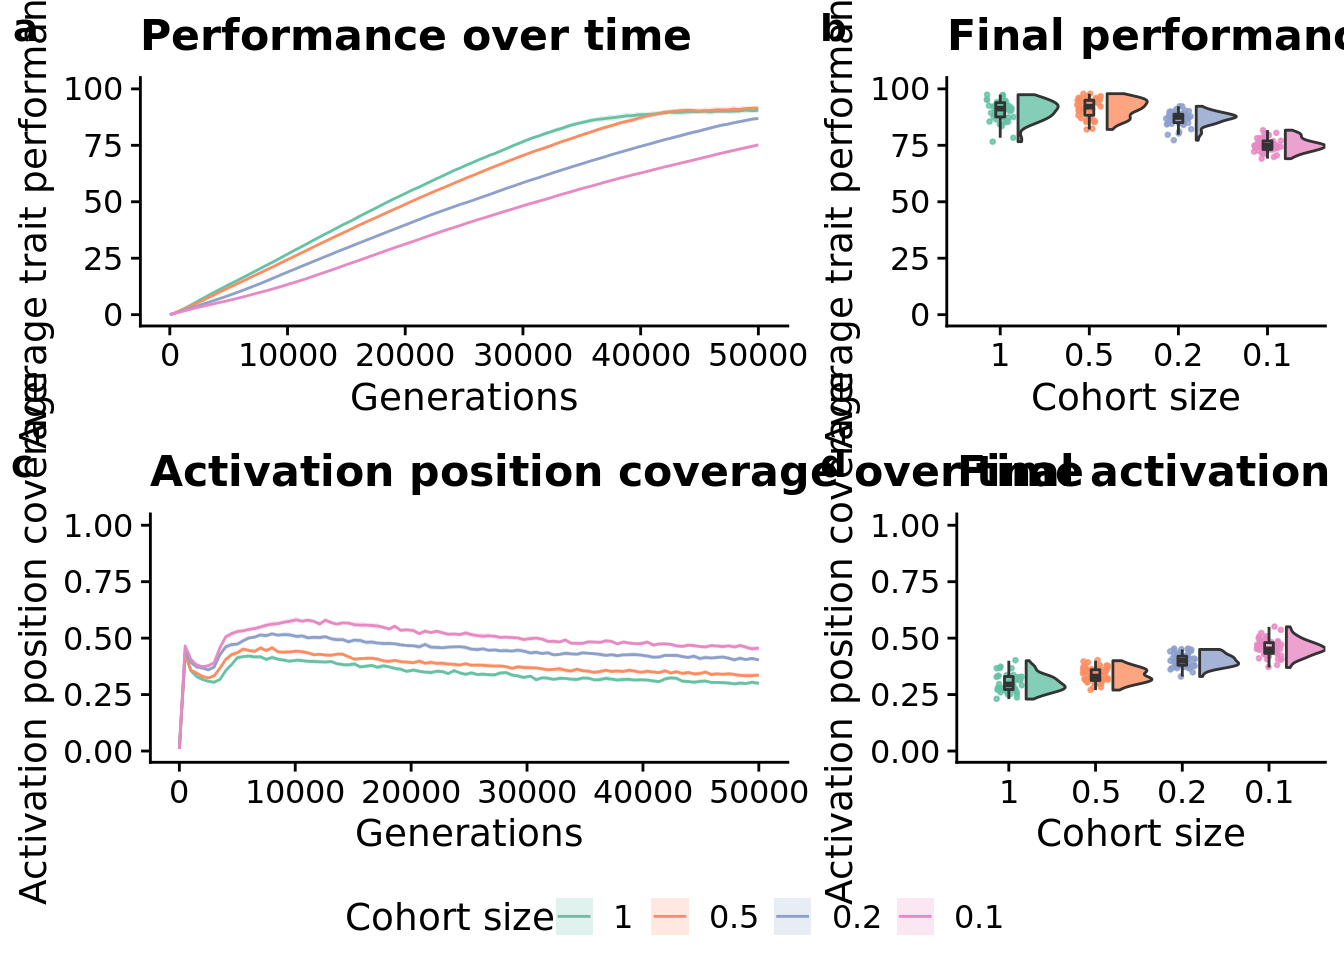 a
Performance over time
Average trait performan
100
75
50
25
0
0 10000 20000 30000 40000 50000
Generations
b
Final performanc
Average trait performan
100
75
50
25
0
1 0.5 0.2 0.1
Cohort size
c
Activation position coverage over time
Activation position coverage
1.00
0.75
0.50
0.25
0.00
0 10000 20000 30000 40000 50000
Generations
d
Final activation
Activation position coverage
1.00
0.75
0.50
0.25
0.00
1 0.5 0.2 0.1
Cohort size
Cohort size 1 0.5 0.2 0.1